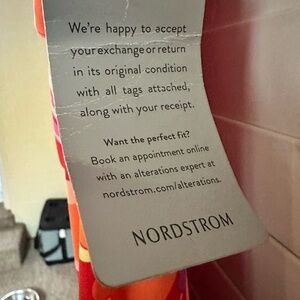 We're happy to accept
your exchange or return
in its original condition
with all tags attached,
along with your receipt.
Want the perfect fit?
Book an appointment online
with an alterations expert at
nordstrom.com/alterations.
NORDSTROM